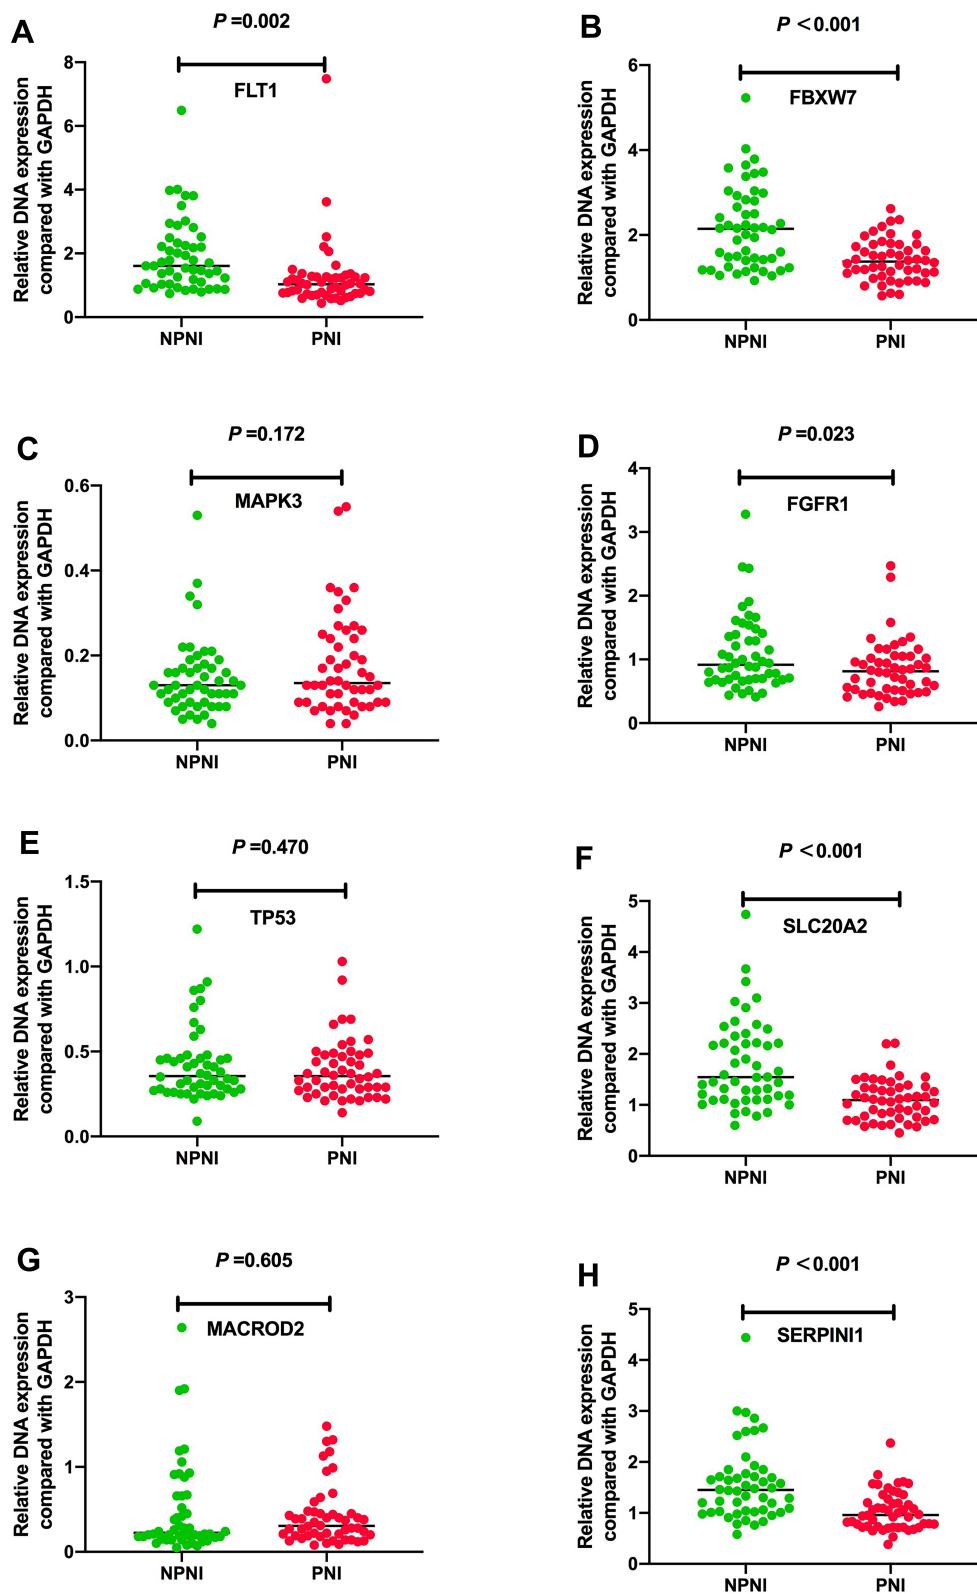 A
P =0.002
FLT1
Relative DNA expression
compared with GAPDH
8
6
4
2
0
NPNI
PNI
B
P <0.001
FBXW7
Relative DNA expression
compared with GAPDH
6
4
2
0
NPNI
PNI
C
P =0.172
MAPK3
Relative DNA expression
compared with GAPDH
0.6
0.4
0.2
0.0
NPNI
PNI
D
P =0.023
FGFR1
Relative DNA expression
compared with GAPDH
4
3
2
1
0
NPNI
PNI
E
P =0.470
TP53
Relative DNA expression
compared with GAPDH
1.5
1.0
0.5
0.0
NPNI
PNI
F
P <0.001
SLC20A2
Relative DNA expression
compared with GAPDH
5
4
3
2
1
0
NPNI
PNI
G
P =0.605
MACROD2
Relative DNA expression
compared with GAPDH
3
2
1
0
NPNI
PNI
H
P <0.001
SERPINI1
Relative DNA expression
compared with GAPDH
5
4
3
2
1
0
NPNI
PNI